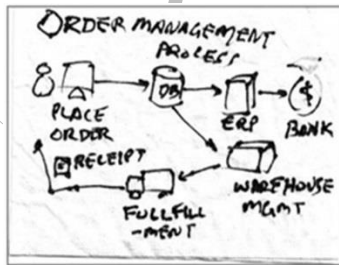 ORDER MANAGEMENT
PROCESS
DB
$
PLACE
ORDER
ERP
BANK
RECEIPT
WAREHOUSE
MGMT
FULLFILL
-MENT